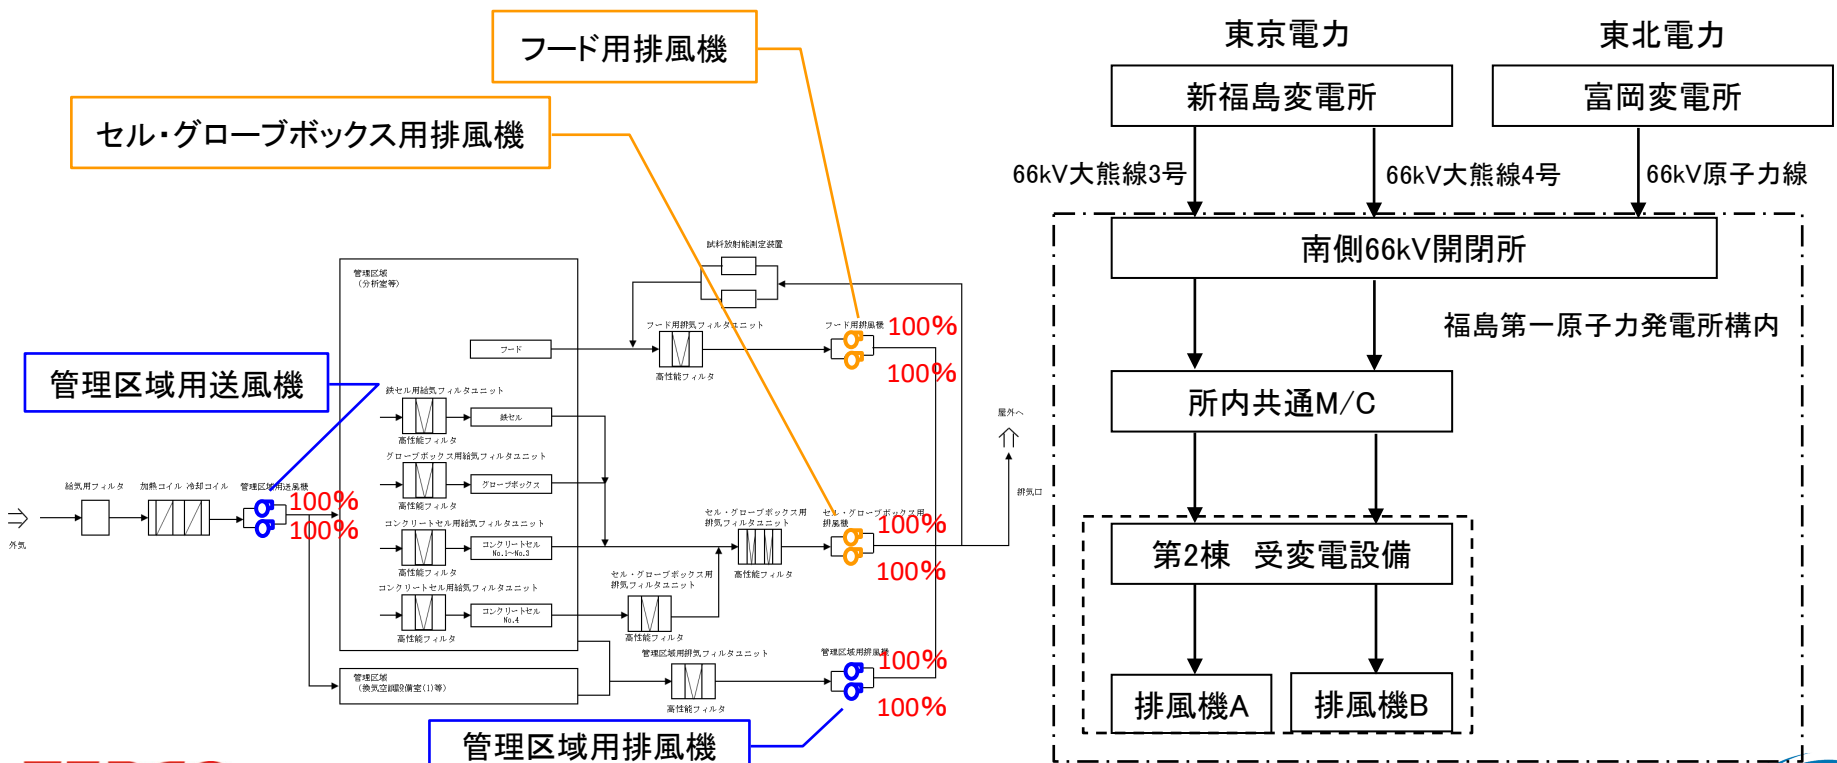 フード用排風機
セル・グローブボックス用排風機
管理区域用送風機
管理区域
(分析室等)
試料放射能測定装置
フード
フード用排気フィルタユニット
高性能フィルタ
フード用排風機
100%
100%
鉄セル用給気フィルタユニット
鉄セル
高性能フィルタ
グローブボックス用給気フィルタユニット
グローブボックス
高性能フィルタ
給気用フィルタ
加熱コイル 冷却コイル
管理区域用送風機
100%
100%
外気
コンクリートセル用給気フィルタユニット
コンクリートセル
No.1~No.3
高性能フィルタ
セル・グローブボックス用
排気フィルタユニット
高性能フィルタ
セル・グローブボックス用
排風機
100%
100%
屋外へ
排気口
コンクリートセル用給気フィルタユニット
コンクリートセル
No.4
高性能フィルタ
セル・グローブボックス用
排気フィルタユニット
高性能フィルタ
管理区域
(換気空調設備室(1)等)
管理区域用排気フィルタユニット
高性能フィルタ
管理区域用排風機
100%
100%
管理区域用排風機
東京電力
東北電力
新福島変電所
富岡変電所
66kV大熊線3号
66kV大熊線4号
66kV原子力線
南側66kV開閉所
福島第一原子力発電所構内
所内共通M/C
第2棟 受変電設備
排風機A
排風機B